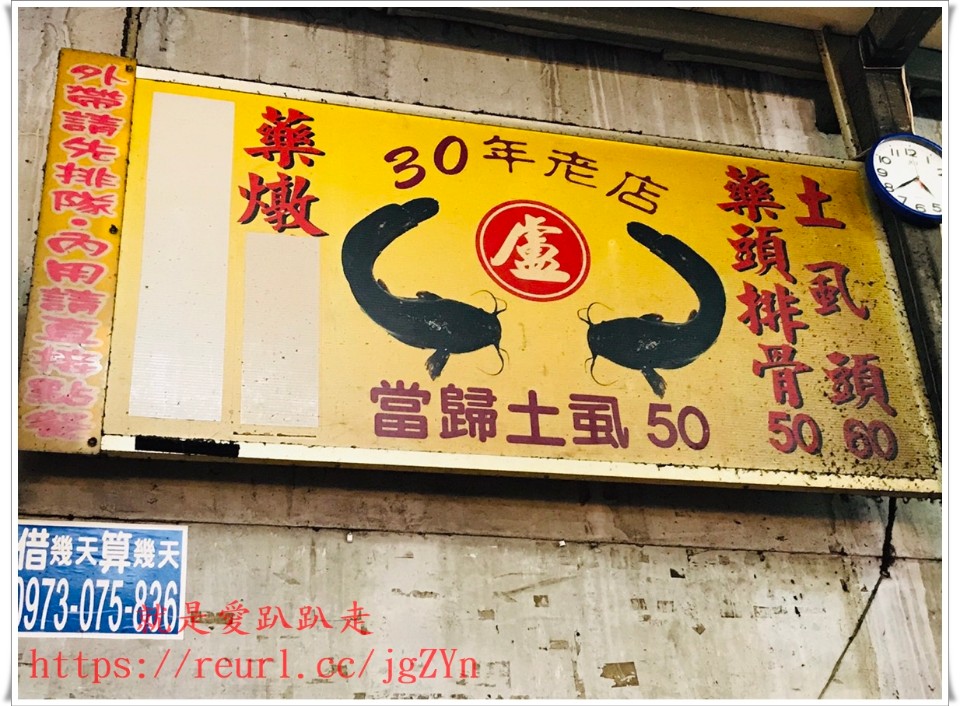 外帶請先排隊．內用請直接點
藥燉
30年老店
盧
當歸土虱 50
藥頭排骨 50
土虱頭 60
借幾天算幾天
0973-075-836
就是愛趴趴走
https://reurl.cc/jgZYn